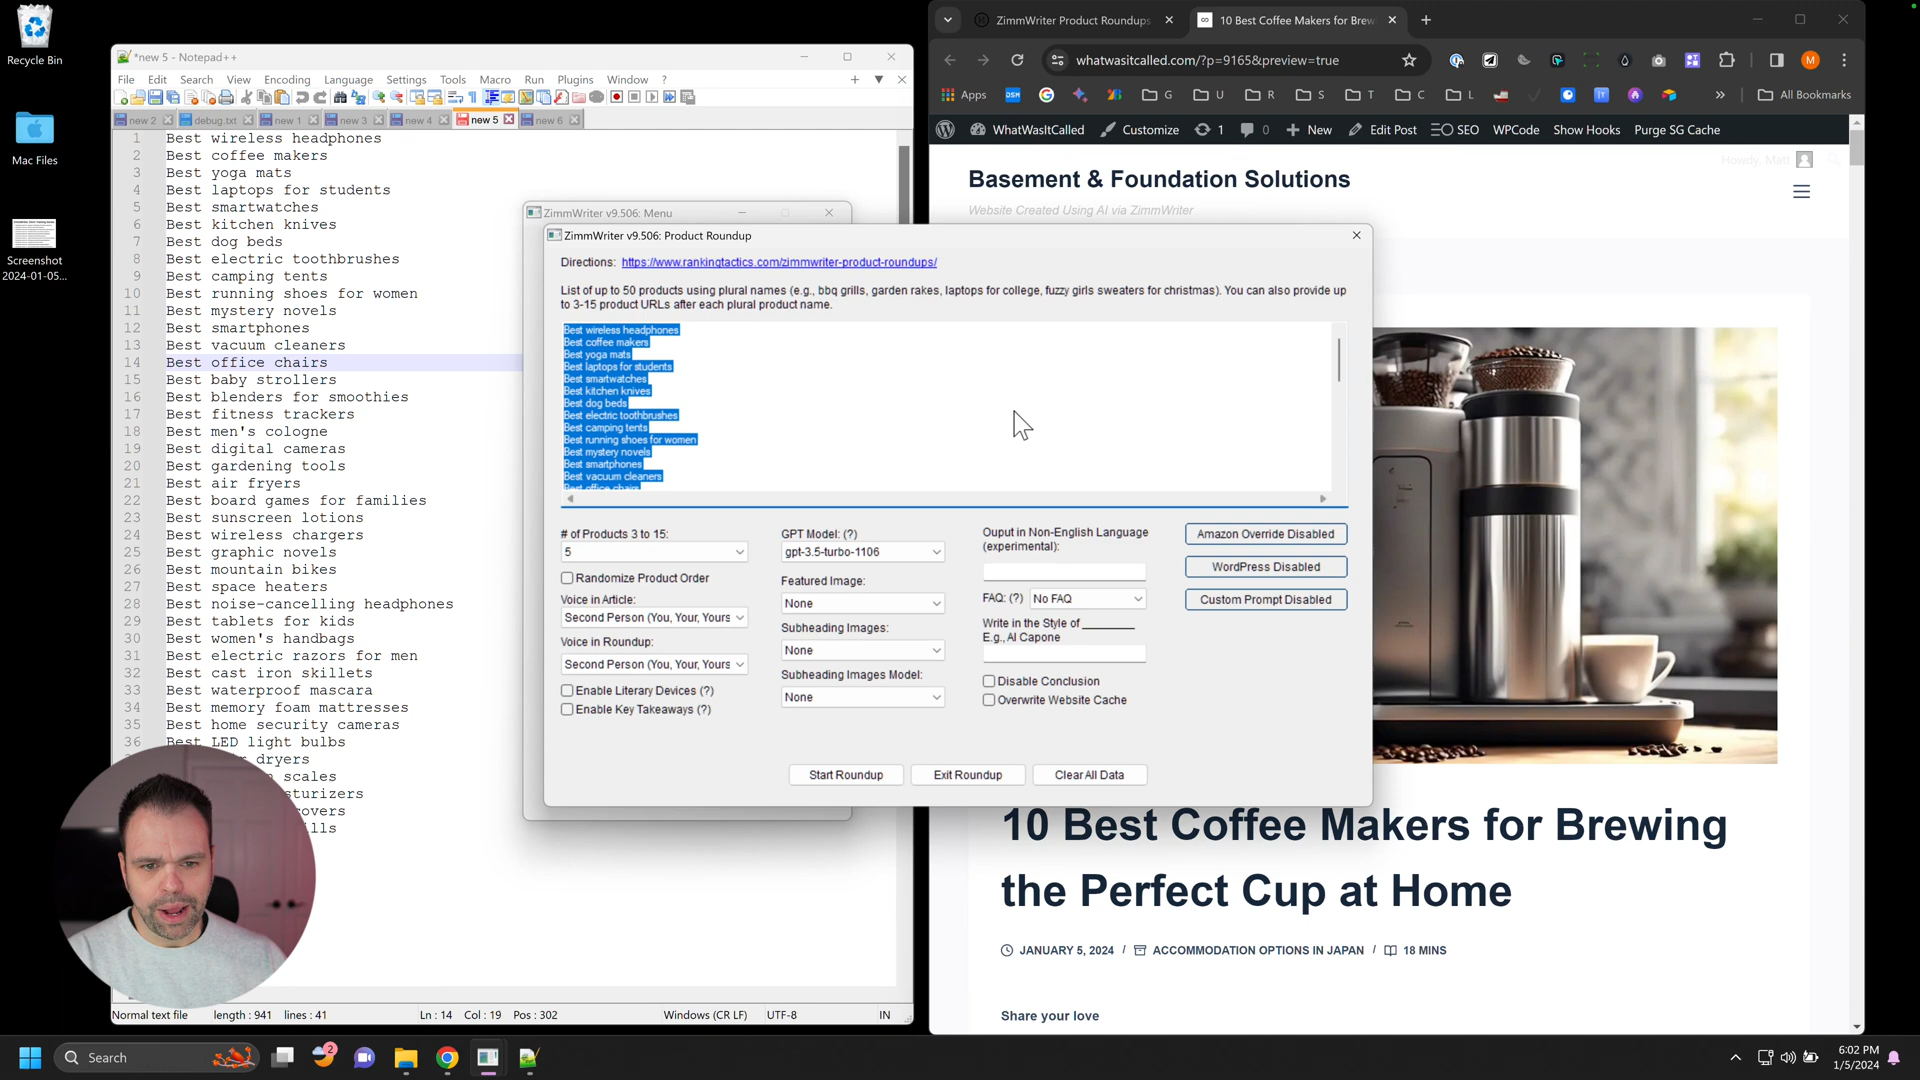 Recycle Bin
Mac Files
Screenshot
2024-01-05...
*new 5 - Notepad++
File Edit Search View Encoding Language Settings Tools Macro Run Plugins Window ?
new 2
debug.txt
new 1
new 3
new 4
new 5
new 6
1 Best wireless headphones
2 Best coffee makers
3 Best yoga mats
4 Best laptops for students
5 Best smartwatches
6 Best kitchen knives
7 Best dog beds
8 Best electric toothbrushes
9 Best camping tents
10 Best running shoes for women
11 Best mystery novels
12 Best smartphones
13 Best vacuum cleaners
14 Best office chairs
15 Best baby strollers
16 Best blenders for smoothies
17 Best fitness trackers
18 Best men's cologne
19 Best digital cameras
20 Best gardening tools
21 Best air fryers
22 Best board games for families
23 Best sunscreen lotions
24 Best wireless chargers
25 Best graphic novels
26 Best mountain bikes
27 Best space heaters
28 Best noise-cancelling headphones
29 Best tablets for kids
30 Best women's handbags
31 Best electric razors for men
32 Best cast iron skillets
33 Best waterproof mascara
34 Best memory foam mattresses
35 Best home security cameras
36 Best LED light bulbs
dryers
scales
sturizers
overs
ills
Normal text file length : 941 lines : 41 Ln : 14 Col : 19 Pos : 302 Windows (CR LF) UTF-8 IN
ZimmWriter v9.506: Menu
ZimmWriter v9.506: Product Roundup
Directions: https://www.rankingtactics.com/zimmwriter-product-roundups/
List of up to 50 products using plural names (e.g., bbq grills, garden rakes, laptops for college, fuzzy girls sweaters for christmas). You can also provide up
to 3-15 product URLs after each plural product name.
Best wireless headphones
Best coffee makers
Best yoga mats
Best laptops for students
Best smartwatches
Best kitchen knives
Best dog beds
Best electric toothbrushes
Best camping tents
Best running shoes for women
Best mystery novels
Best smartphones
Best vacuum cleaners
Best office chairs
# of Products 3 to 15:
5
Randomize Product Order
Voice in Article:
Second Person (You, Your, Yours
Voice in Roundup:
Second Person (You, Your, Yours
Enable Literary Devices (?)
Enable Key Takeaways (?)
GPT Model: (?)
gpt-3.5-turbo-1106
Featured Image:
None
Subheading Images:
None
Subheading Images Model:
None
Ouput in Non-English Language
(experimental):
FAQ: (?) No FAQ
Write in the Style of ________
E.g., Al Capone
Disable Conclusion
Overwrite Website Cache
Amazon Override Disabled
WordPress Disabled
Custom Prompt Disabled
Start Roundup Exit Roundup Clear All Data
ZimmWriter Product Roundups
10 Best Coffee Makers for Brew
whatwasitcalled.com/?p=9165&preview=true
M
Apps DSM G U R S T C L » All Bookmarks
WhatWasItCalled Customize 1 0 New Edit Post SEO WPCode Show Hooks Purge SG Cache
Howdy, Matt
Basement & Foundation Solutions
Website Created Using AI via ZimmWriter
10 Best Coffee Makers for Brewing
the Perfect Cup at Home
JANUARY 5, 2024 / ACCOMMODATION OPTIONS IN JAPAN / 18 MINS
Share your love
Search
2
6:02 PM
1/5/2024